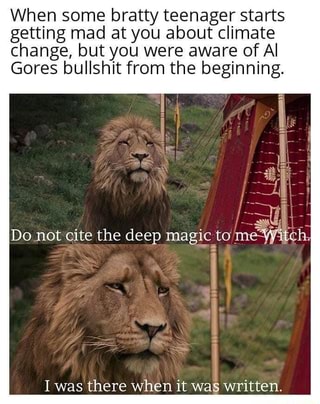 When some bratty teenager starts
getting mad at you about climate
change, but you were aware of Al
Gores bullshit from the beginning.
Do not cite the deep magic to me Witch.
I was there when it was written.